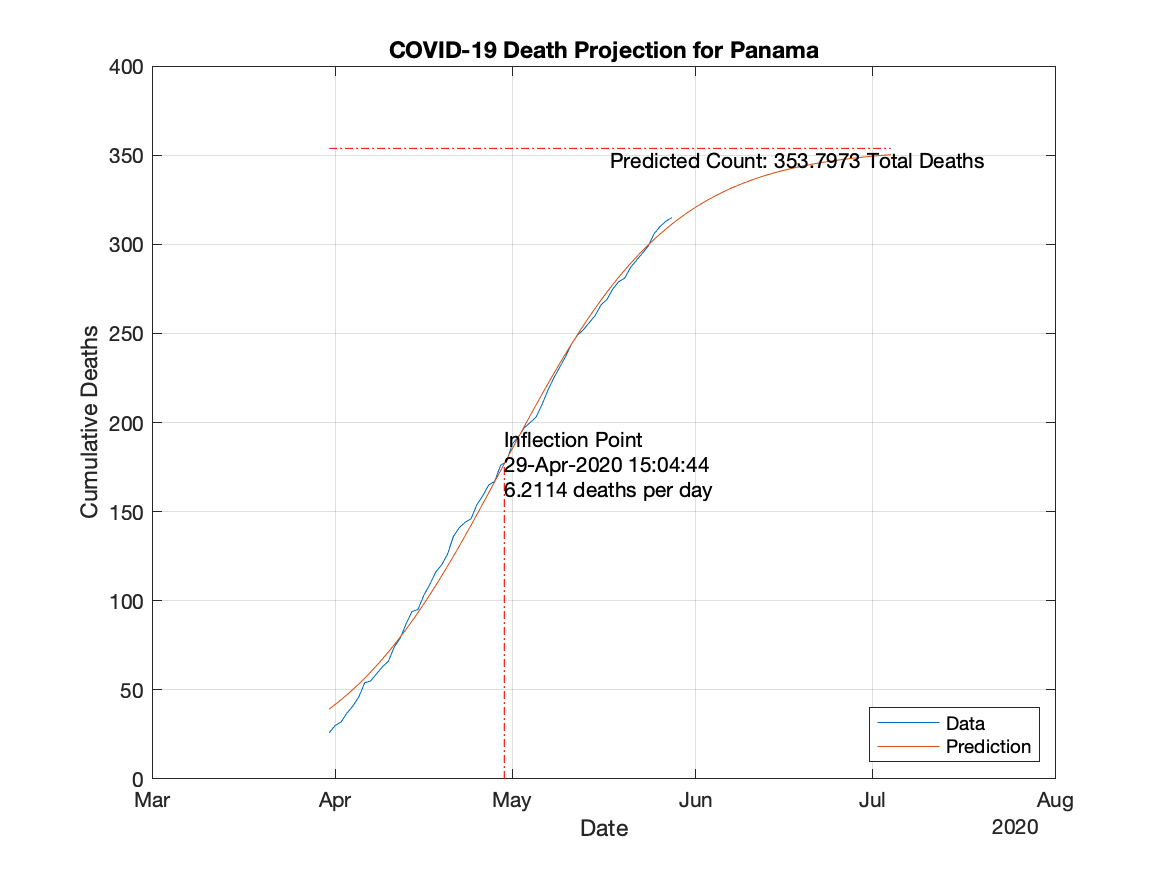 COVID-19 Death Projection for Panama
400
350
300
250
200
150
100
50
0
Cumulative Deaths
Predicted Count: 353.7973 Total Deaths
Inflection Point
29-Apr-2020 15:04:44
6.2114 deaths per day
Data
Prediction
Mar Apr May Jun Jul Aug
Date
2020